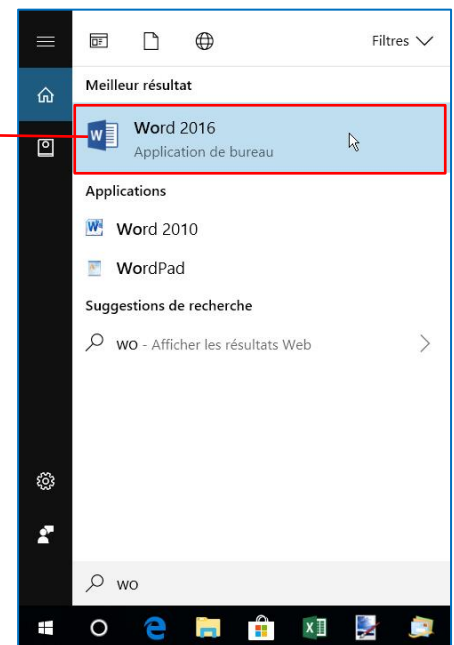 Filtres
Meilleur résultat
Word 2016
Application de bureau
Applications
Word 2010
WordPad
Suggestions de recherche
wo - Afficher les résultats Web
wo